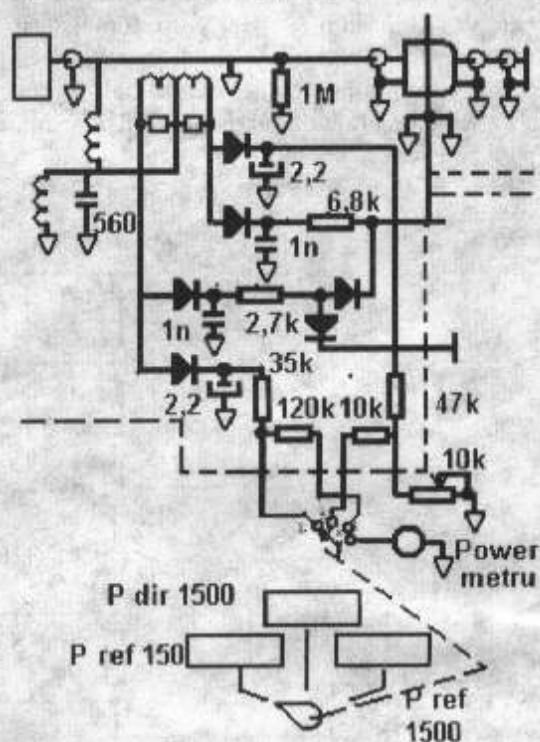 1M
2,2
560
6,8k
1n
1n
2,7k
35k
2,2
120k
10k
47k
10k
Power
metru
P dir 1500
P ref 150
P ref
1500